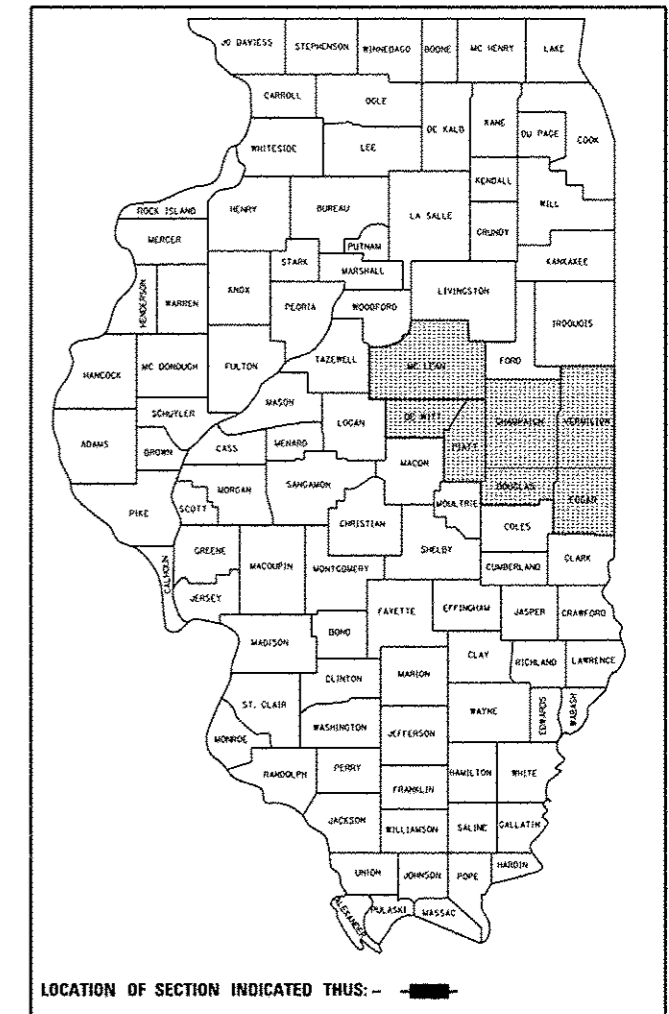 JO DAVIESS STEPHENSON WINNEBAGO BOONE MC HENRY LAKE
CARROLL OGLE DE KALB KANE DU PAGE COOK
WHITESIDE LEE KENDALL WILL
ROCK ISLAND HENRY BUREAU LA SALLE GRUNDY
MERCER PUTNAM KANKAKEE
STARK MARSHALL
HENDERSON WARREN KNOX PEORIA WOODFORD LIVINGSTON IROQUOIS
HANCOCK MC DONOUGH FULTON TAZEWELL MC LEAN FORD
SCHUYLER MASON LOGAN DE WITT CHAMPAIGN VERMILION
ADAMS BROWN CASS MENARD MACON PIATT
PIKE SCOTT MORGAN SANGAMON MOULTRIE DOUGLAS EDGAR
CHRISTIAN COLES
CALHOUN GREENE MACOUPIN MONTGOMERY SHELBY CUMBERLAND CLARK
JERSEY FAYETTE EFFINGHAM JASPER CRAWFORD
MADISON BOND CLAY RICHLAND LAWRENCE
CLINTON MARION
ST. CLAIR WASHINGTON WAYNE EDWARDS WABASH
MONROE JEFFERSON
RANDOLPH PERRY HAMILTON WHITE
FRANKLIN
JACKSON WILLIAMSON SALINE GALLATIN
UNION JOHNSON POPE HARDIN
ALEXANDER PULASKI MASSAC
LOCATION OF SECTION INDICATED THUS: -